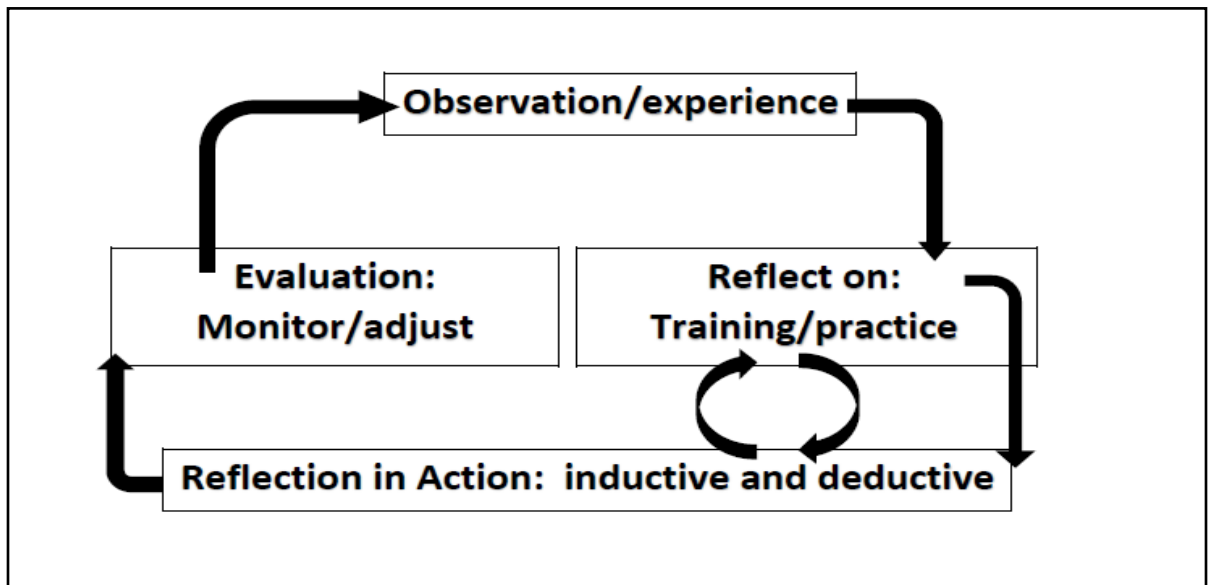 Observation/experience
Evaluation:
Monitor/adjust
Reflect on:
Training/practice
Reflection in Action:  inductive and deductive